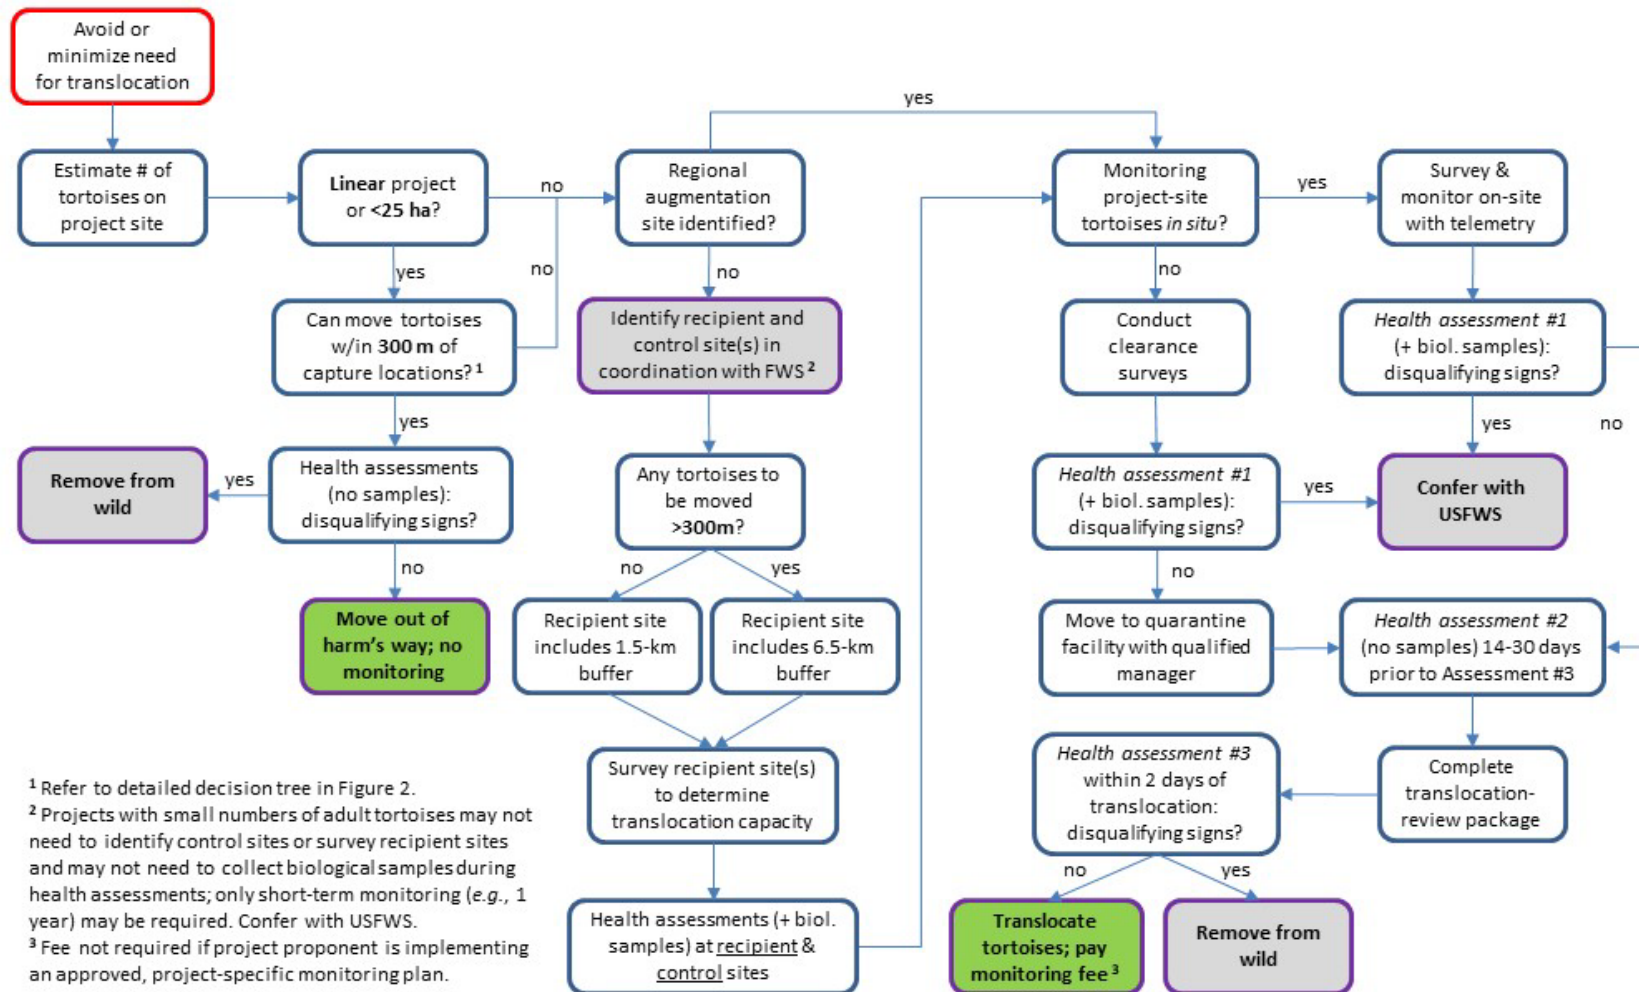 Avoid or
minimize need
for translocation
Estimate # of
tortoises on
project site
Linear project
or <25 ha?
no
yes
Can move tortoises
w/in 300 m of
capture locations? 1
no
yes
Health assessments
(no samples):
disqualifying signs?
yes
Remove from
wild
no
Move out of
harm's way; no
monitoring
Regional
augmentation
site identified?
yes
no
Identify recipient and
control site(s) in
coordination with FWS 2
Any tortoises to
be moved
>300m?
no
yes
Recipient site
includes 1.5-km
buffer
Recipient site
includes 6.5-km
buffer
Survey recipient site(s)
to determine
translocation capacity
Health assessments (+ biol.
samples) at recipient &
control sites
Monitoring
project-site
tortoises in situ?
yes
Survey &
monitor on-site
with telemetry
no
Conduct
clearance
surveys
Health assessment #1
(+ biol. samples):
disqualifying signs?
yes
no
Health assessment #1
(+ biol. samples):
disqualifying signs?
yes
Confer with
USFWS
no
Move to quarantine
facility with qualified
manager
Health assessment #2
(no samples) 14-30 days
prior to Assessment #3
Complete
translocation-
review package
Health assessment #3
within 2 days of
translocation:
disqualifying signs?
no
yes
Translocate
tortoises; pay
monitoring fee 3
Remove from
wild
1 Refer to detailed decision tree in Figure 2.
2 Projects with small numbers of adult tortoises may not
need to identify control sites or survey recipient sites
and may not need to collect biological samples during
health assessments; only short-term monitoring (e.g., 1
year) may be required. Confer with USFWS.
3 Fee not required if project proponent is implementing
an approved, project-specific monitoring plan.